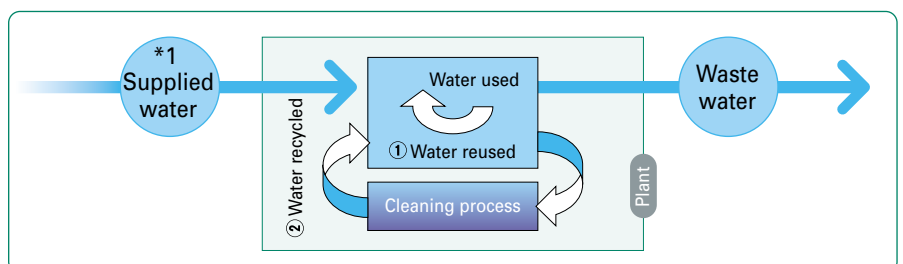 *1
Supplied
water
② Water recycled
Water used
① Water reused
Cleaning process
Plant
Waste
water